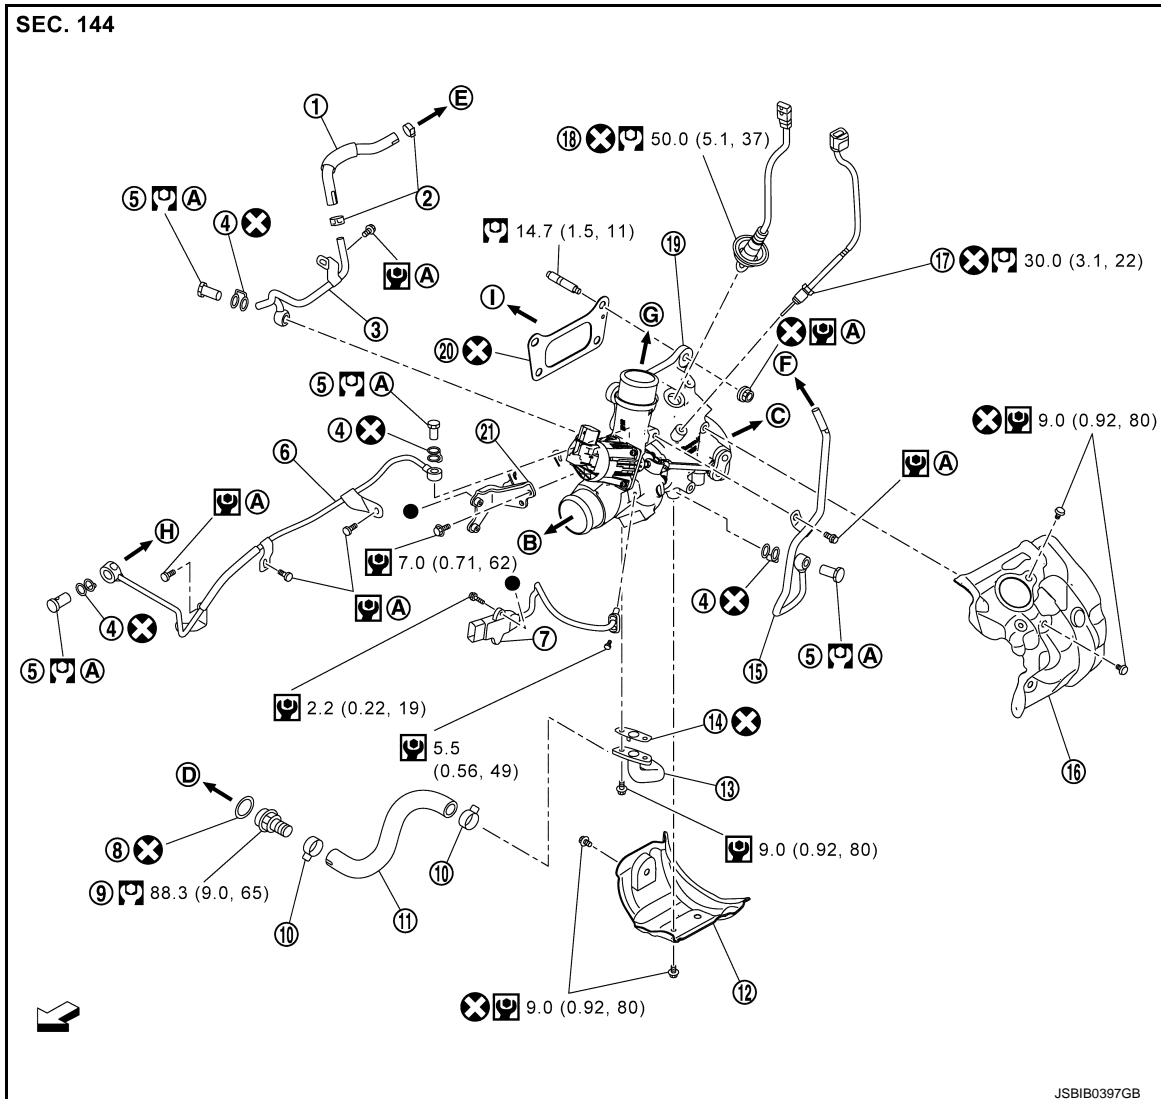 SEC. 144
1
E
2
5 A
4
A
3
18 50.0 (5.1, 37)
14.7 (1.5, 11)
19
17 30.0 (3.1, 22)
I
G
20
A
F
5 A
C
9.0 (0.92, 80)
4
21
6
A
A
H
B
7.0 (0.71, 62)
4
A
4
7
15
5 A
5 A
2.2 (0.22, 19)
14
5.5
(0.56, 49)
16
D
13
8
10
9.0 (0.92, 80)
9 88.3 (9.0, 65)
11
10
12
9.0 (0.92, 80)
JSBIB0397GB